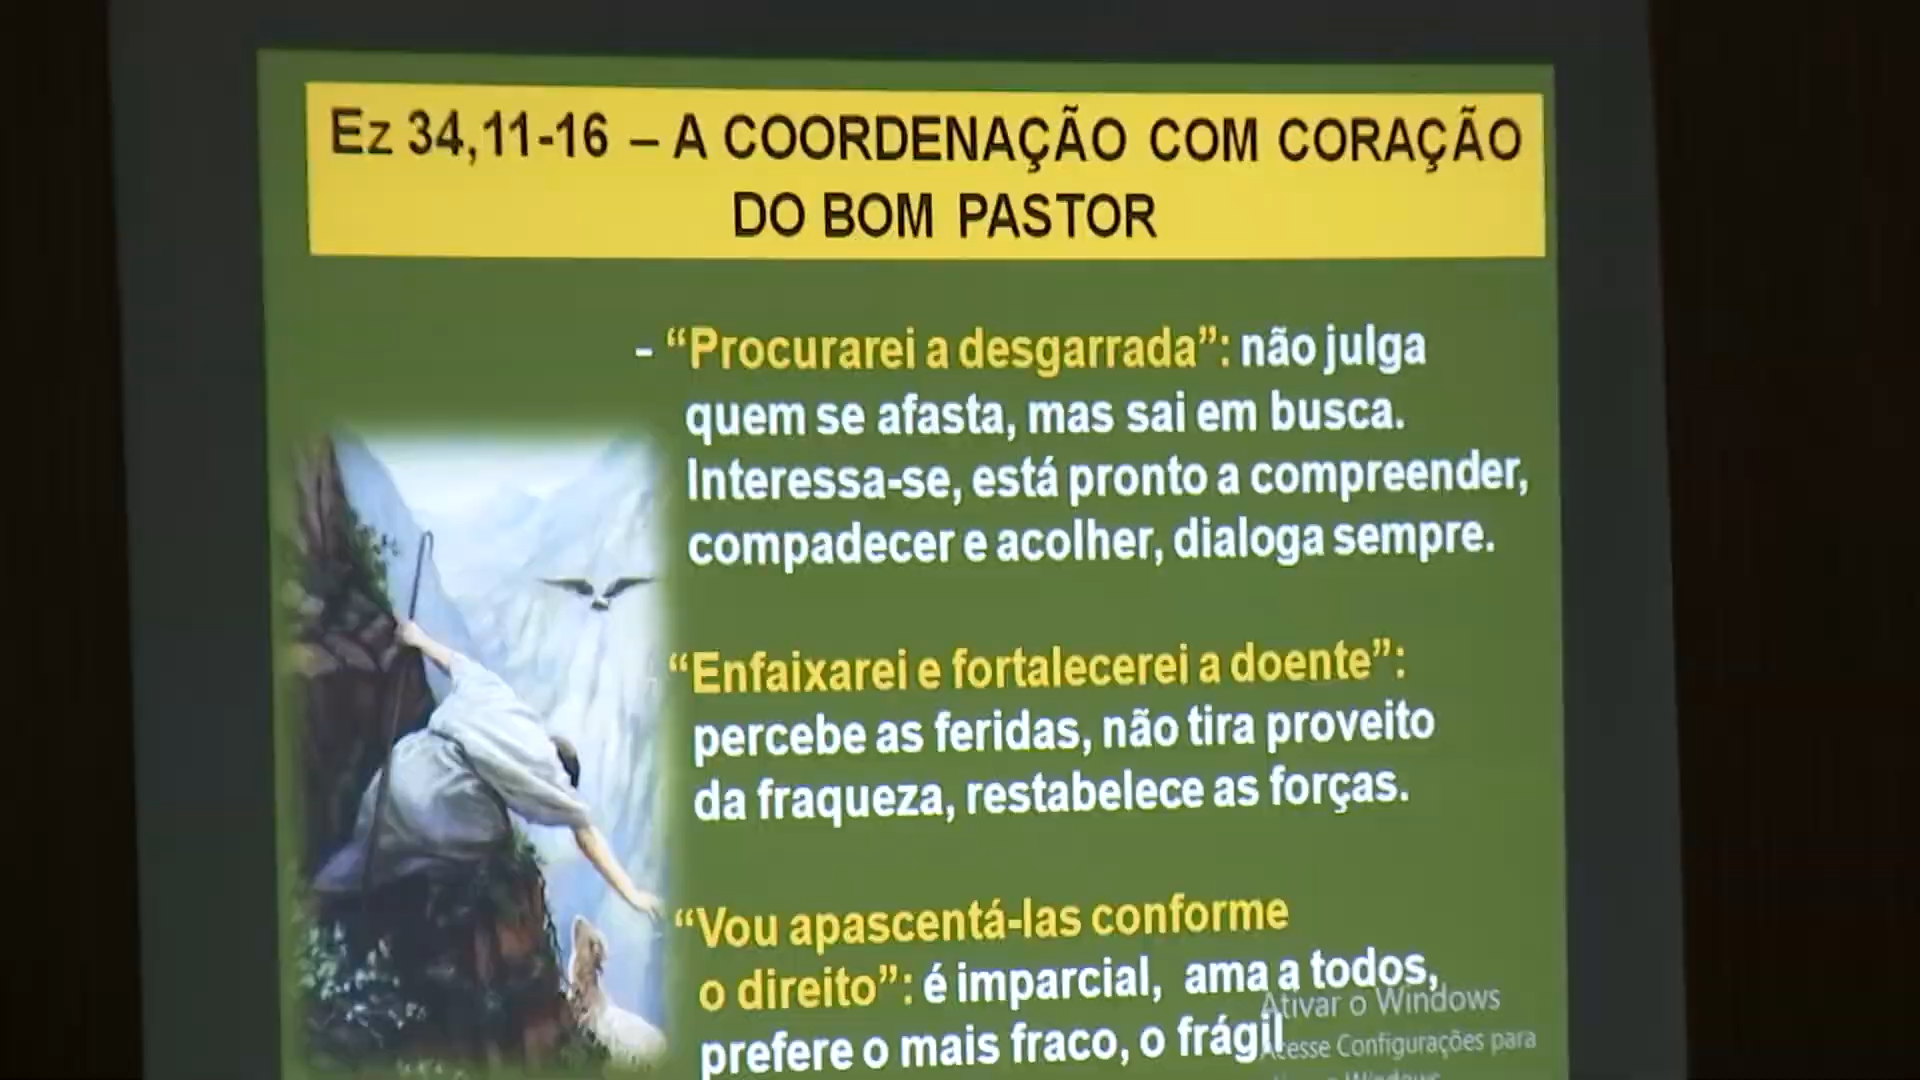 Ez 34,11-16 – A COORDENAÇÃO COM CORAÇÃO
DO BOM PASTOR
- “Procurarei a desgarrada”: não julga
quem se afasta, mas sai em busca.
Interessa-se, está pronto a compreender,
compadecer e acolher, dialoga sempre.
“Enfaixarei e fortalecerei a doente”:
percebe as feridas, não tira proveito
da fraqueza, restabelece as forças.
“Vou apascentá-las conforme
o direito”: é imparcial, ama a todos,
prefere o mais fraco, o frágil
Ativar o Windows
Acesse Configurações para